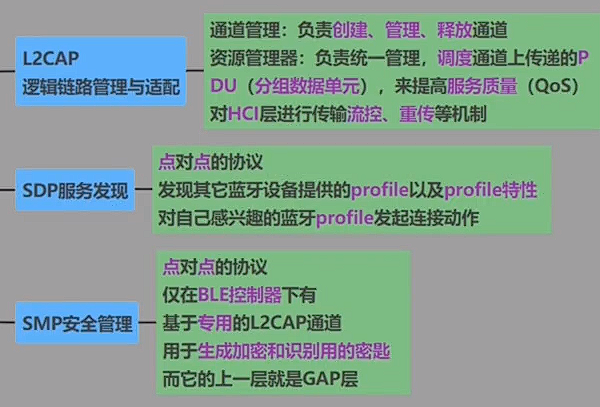 L2CAP
逻辑链路管理与适配
通道管理：负责创建、管理、释放通道
资源管理器：负责统一管理，调度通道上传递的P
DU（分组数据单元），来提高服务质量（QoS）
对HCI层进行传输流控、重传等机制
SDP服务发现
点对点的协议
发现其它蓝牙设备提供的profile以及profile特性
对自己感兴趣的蓝牙profile发起连接动作
SMP安全管理
点对点的协议
仅在BLE控制器下有
基于专用的L2CAP通道
用于生成加密和识别用的密匙
而它的上一层就是GAP层